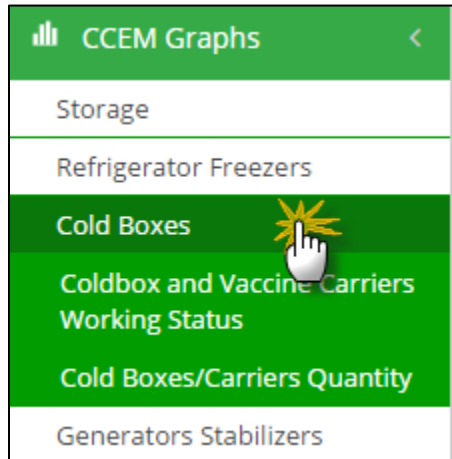 CCEM Graphs
Storage
Refrigerator Freezers
Cold Boxes
Coldbox and Vaccine Carriers
Working Status
Cold Boxes/Carriers Quantity
Generators Stabilizers